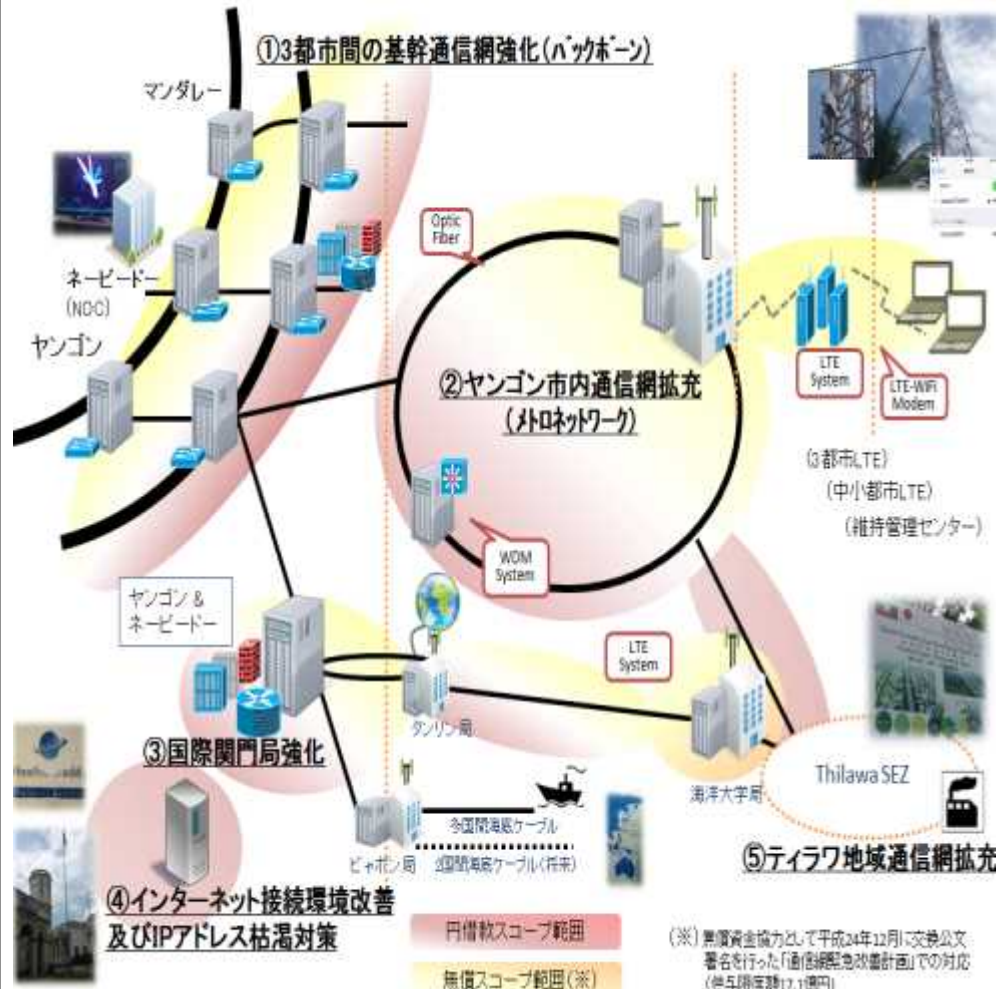 ①3都市間の基幹通信網強化(バックボーン)
マンダレー
ネーピードー
(NOC)
ヤンゴン
Optic
Fiber
②ヤンゴン市内通信網拡充
(メトロネットワーク)
WDM
System
LTE
System
LTE-WiFi
Modem
(3都市LTE)
(中小都市LTE)
(維持管理センター)
ヤンゴン &
ネーピードー
LTE
System
タンリン局
③国際関門局強化
海洋大学局
Thilawa SEZ
ピャポン局
多国間海底ケーブル
2国間海底ケーブル(将来)
⑤ティラワ地域通信網拡充
④インターネット接続環境改善
及びIPアドレス枯渇対策
円借款スコープ範囲
無償スコープ範囲(※)
(※) 無償資金協力として平成24年12月に交換公文
署名を行った「通信網緊急改善計画」での対応
(供与限度額17.1億円)